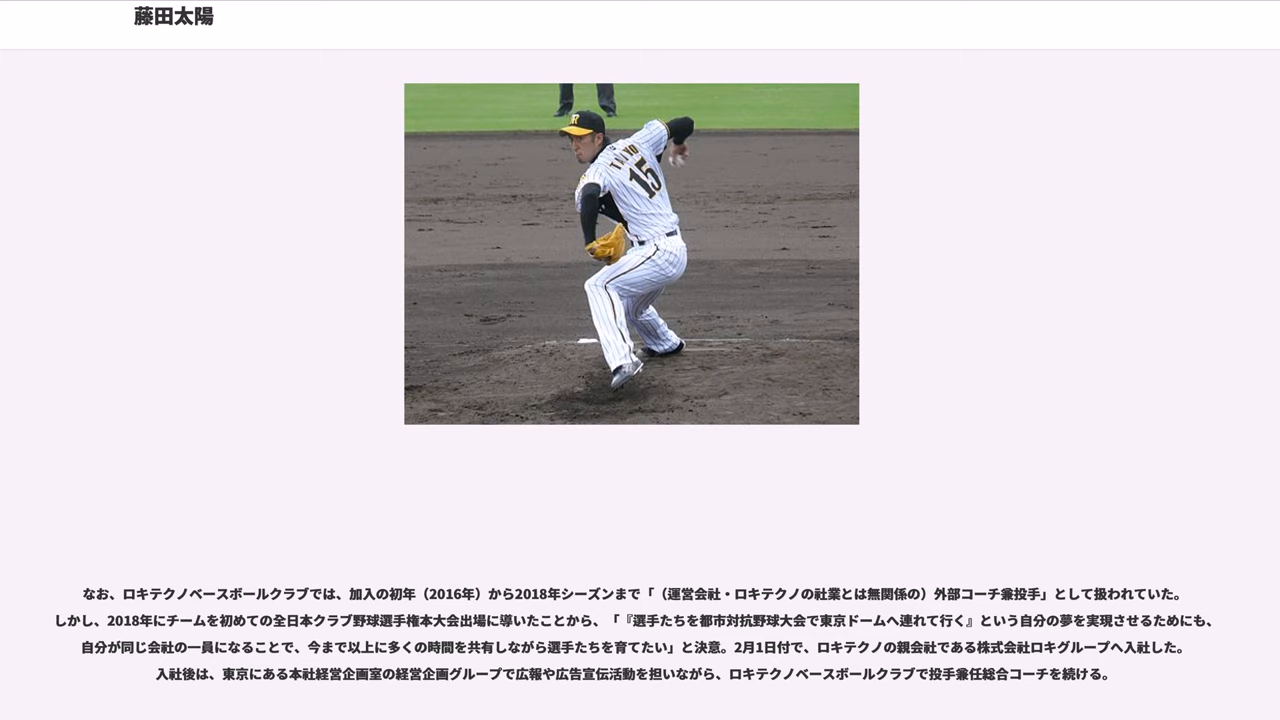 藤田太陽
TAIYO
15
なお、ロキテクノベースボールクラブでは、加入の初年（2016年）から2018年シーズンまで「（運営会社・ロキテクノの社業とは無関係の）外部コーチ兼投手」として扱われていた。
しかし、2018年にチームを初めての全日本クラブ野球選手権本大会出場に導いたことから、「『選手たちを都市対抗野球大会で東京ドームへ連れて行く』という自分の夢を実現させるためにも、
自分が同じ会社の一員になることで、今まで以上に多くの時間を共有しながら選手たちを育てたい」と決意。2月1日付で、ロキテクノの親会社である株式会社ロキグループへ入社した。
入社後は、東京にある本社経営企画室の経営企画グループで広報や広告宣伝活動を担いながら、ロキテクノベースボールクラブで投手兼任総合コーチを続ける。